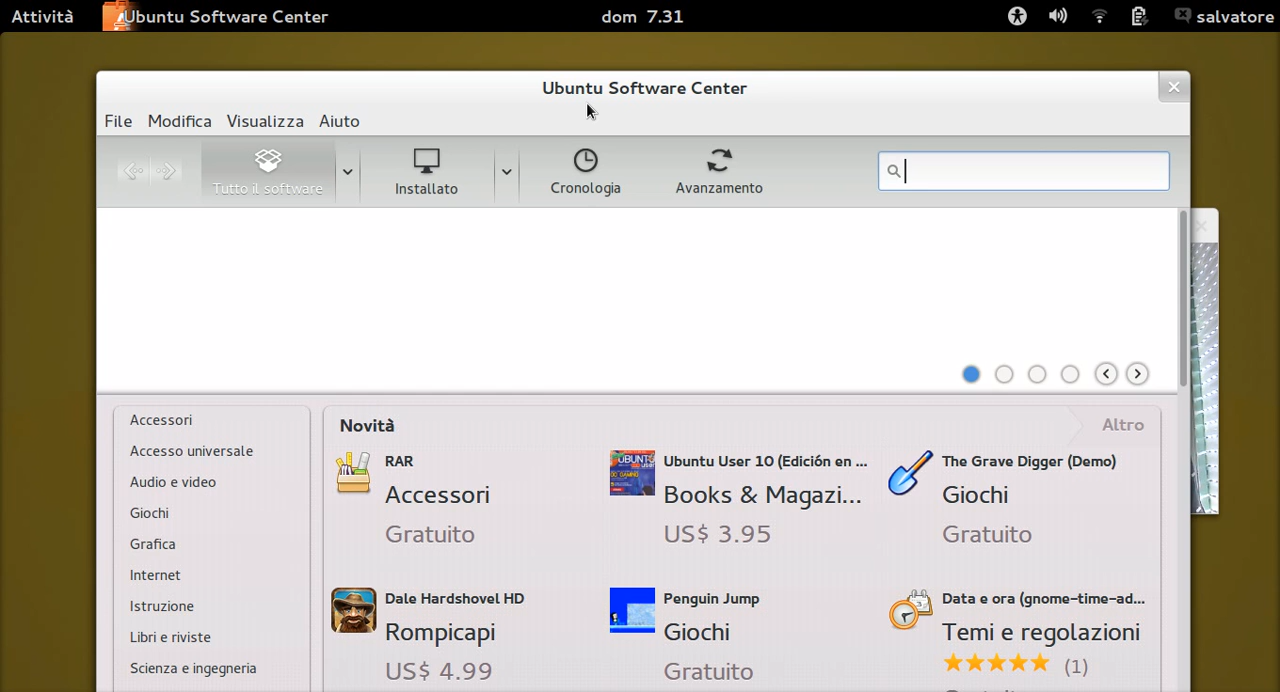 Attività Ubuntu Software Center dom 7.31 salvatore
Ubuntu Software Center
File Modifica Visualizza Aiuto
Tutto il software Installato Cronologia Avanzamento
Accessori
Accesso universale
Audio e video
Giochi
Grafica
Internet
Istruzione
Libri e riviste
Scienza e ingegneria
Novità Altro
RAR
Accessori
Gratuito
Ubuntu User 10 (Edición en ...
Books & Magazi...
US$ 3.95
The Grave Digger (Demo)
Giochi
Gratuito
Dale Hardshovel HD
Rompicapi
US$ 4.99
Penguin Jump
Giochi
Gratuito
Data e ora (gnome-time-ad...
Temi e regolazioni
(1)